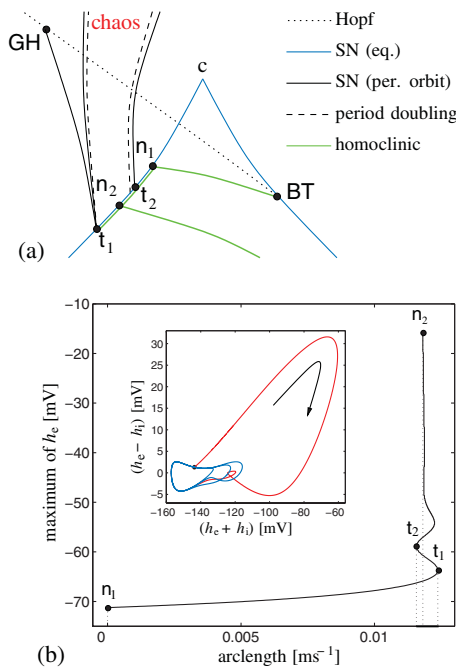 GH
chaos
c
n1
n2
t2
t1
BT
(a)
Hopf
SN (eq.)
SN (per. orbit)
period doubling
homoclinic
−10
−20
−30
−40
−50
−60
−70
maximum of he [mV]
n2
t2
t1
n1
30
25
20
15
10
5
0
−5
(he − hi) [mV]
−160
−140
−120
−100
−80
−60
(he + hi) [mV]
0
0.005
0.01
arclength [ms⁻¹]
(b)